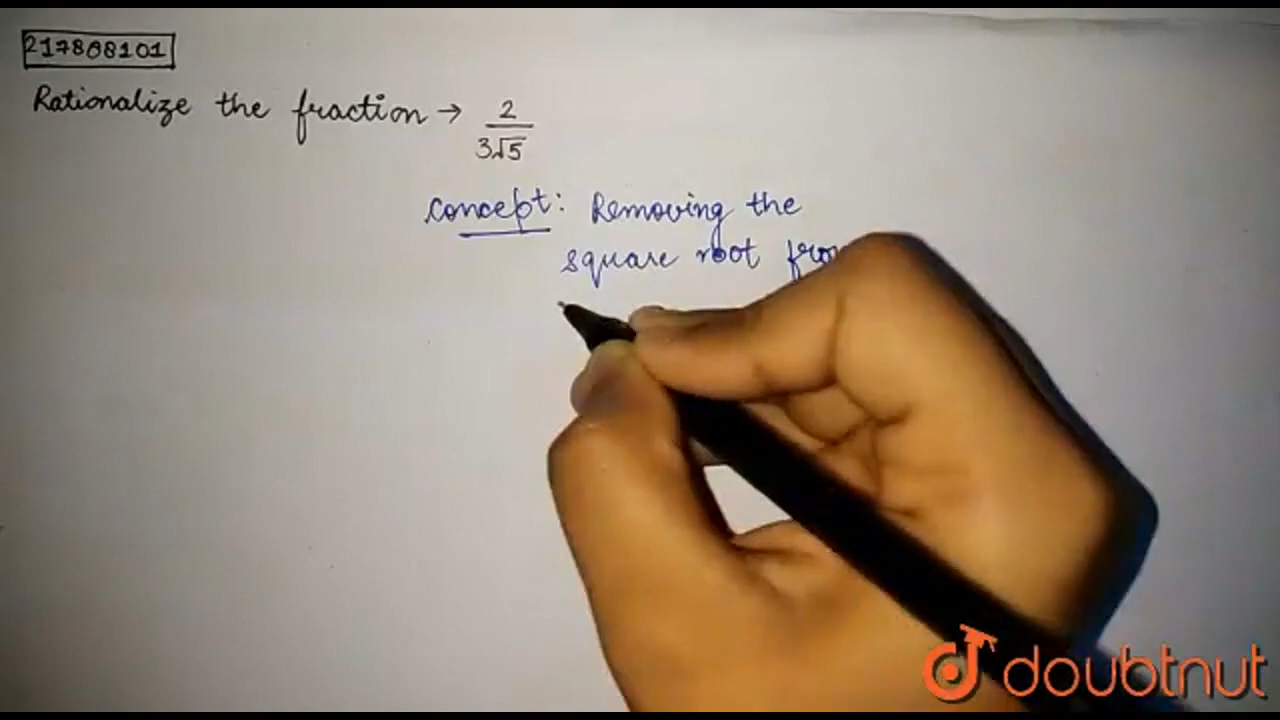 217808101
Rationalize the fraction → 2/3√5
Concept: Removing the
square root
doubtnut